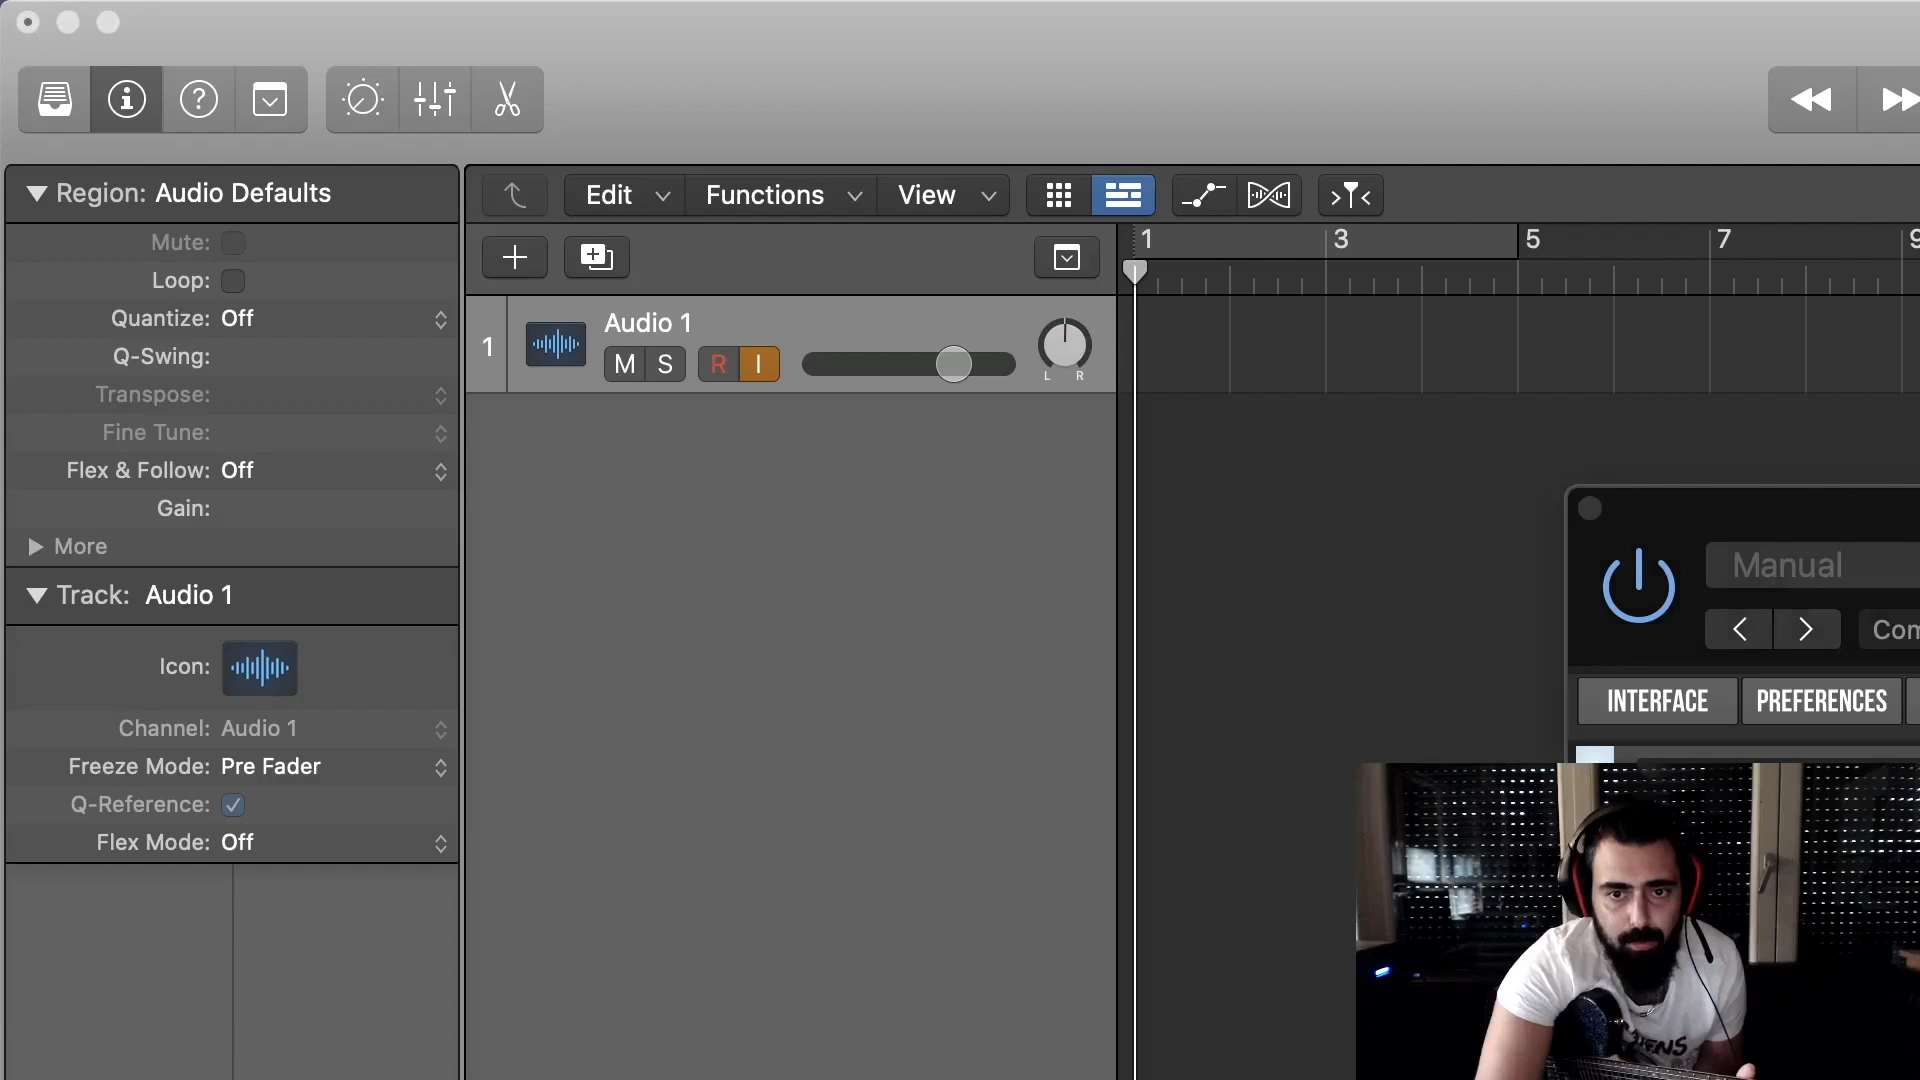 Region: Audio Defaults
Mute:
Loop:
Quantize: Off
Q-Swing:
Transpose:
Fine Tune:
Flex & Follow: Off
Gain:
More
Track: Audio 1
Icon:
Channel: Audio 1
Freeze Mode: Pre Fader
Q-Reference:
Flex Mode: Off
Edit Functions View
1 3 5 7
1
Audio 1
M S R I
L R
Manual
INTERFACE PREFERENCES